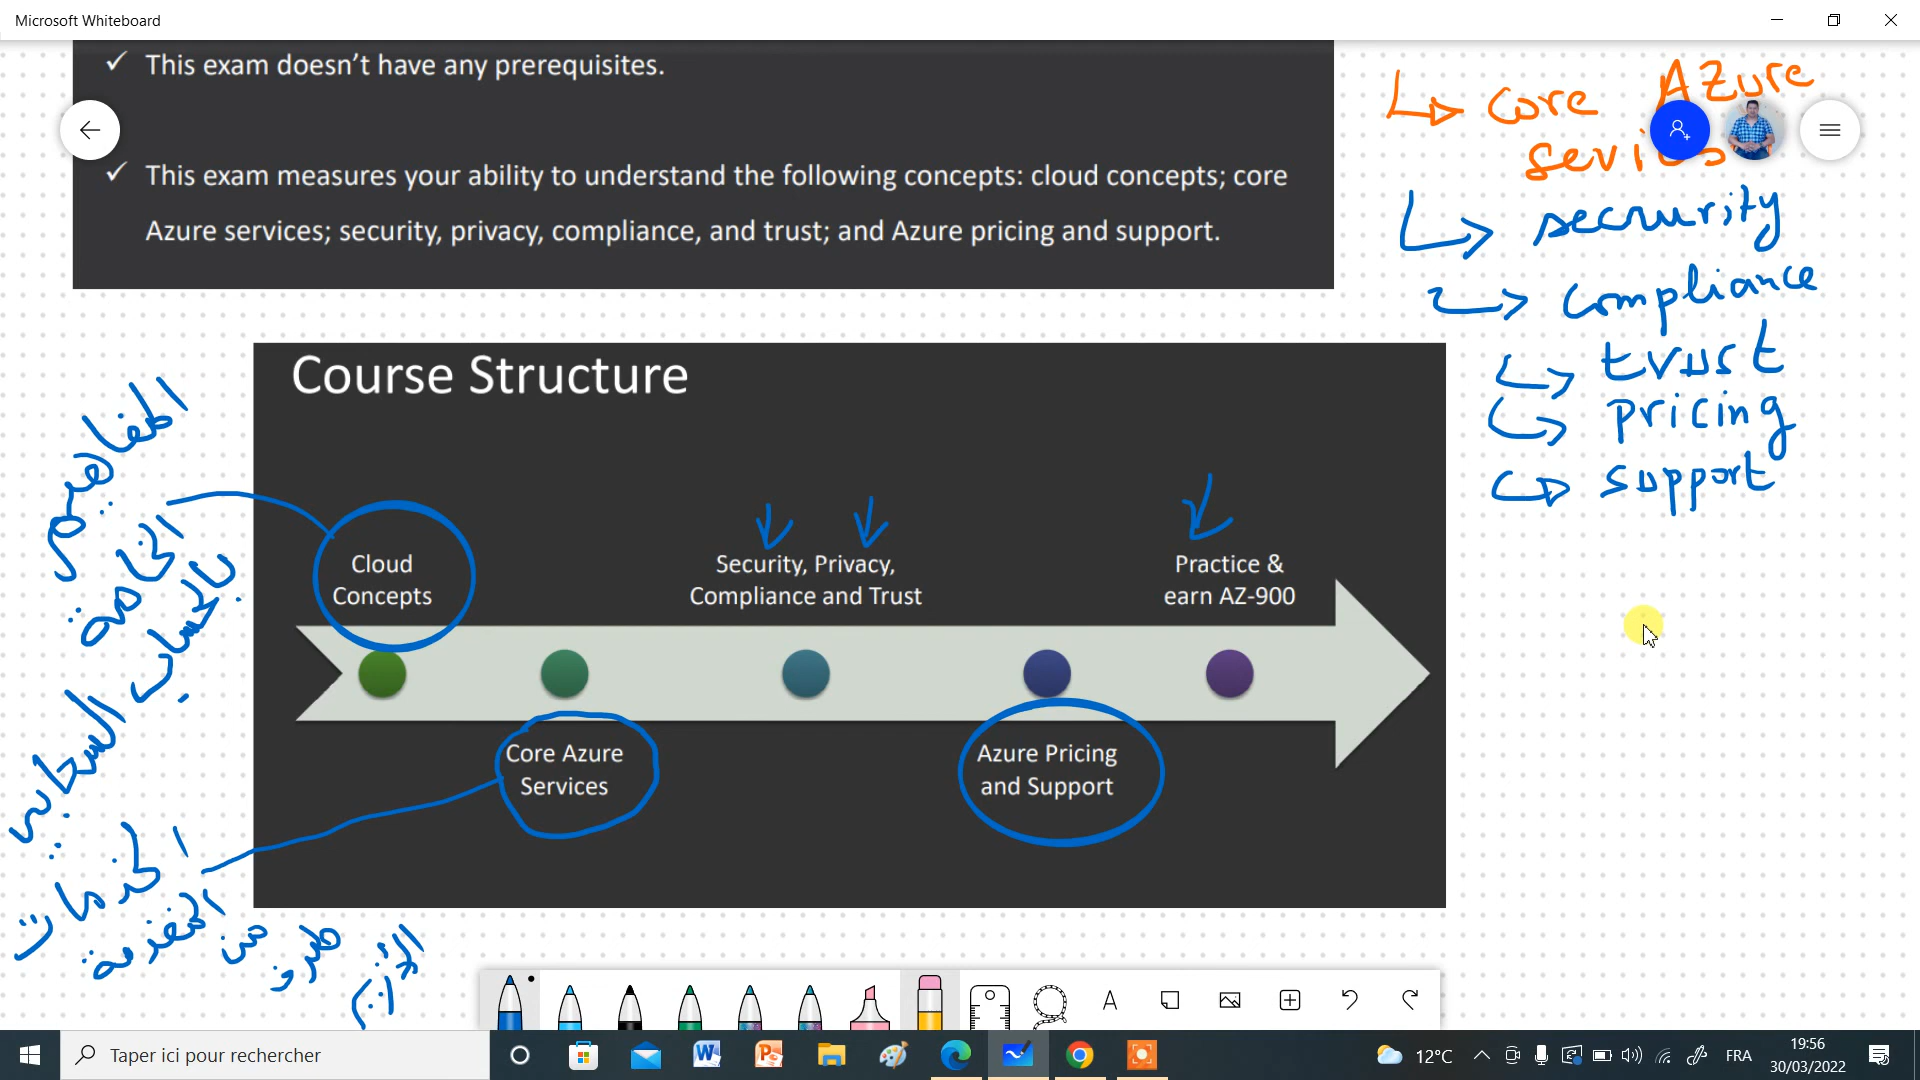 Microsoft Whiteboard
✓ This exam doesn’t have any prerequisites.
✓ This exam measures your ability to understand the following concepts: cloud concepts; core
Azure services; security, privacy, compliance, and trust; and Azure pricing and support.
core Azure
sevices
secrurity
compliance
trust
pricing
support
Course Structure
Cloud
Concepts
Security, Privacy,
Compliance and Trust
Practice &
earn AZ-900
Core Azure
Services
Azure Pricing
and Support
المفاهيم
الخاصة
بالحساب
السحابي
الخدمات
المقدمة
من
طرف
A
Taper ici pour rechercher
12°C
FRA
19:56
30/03/2022